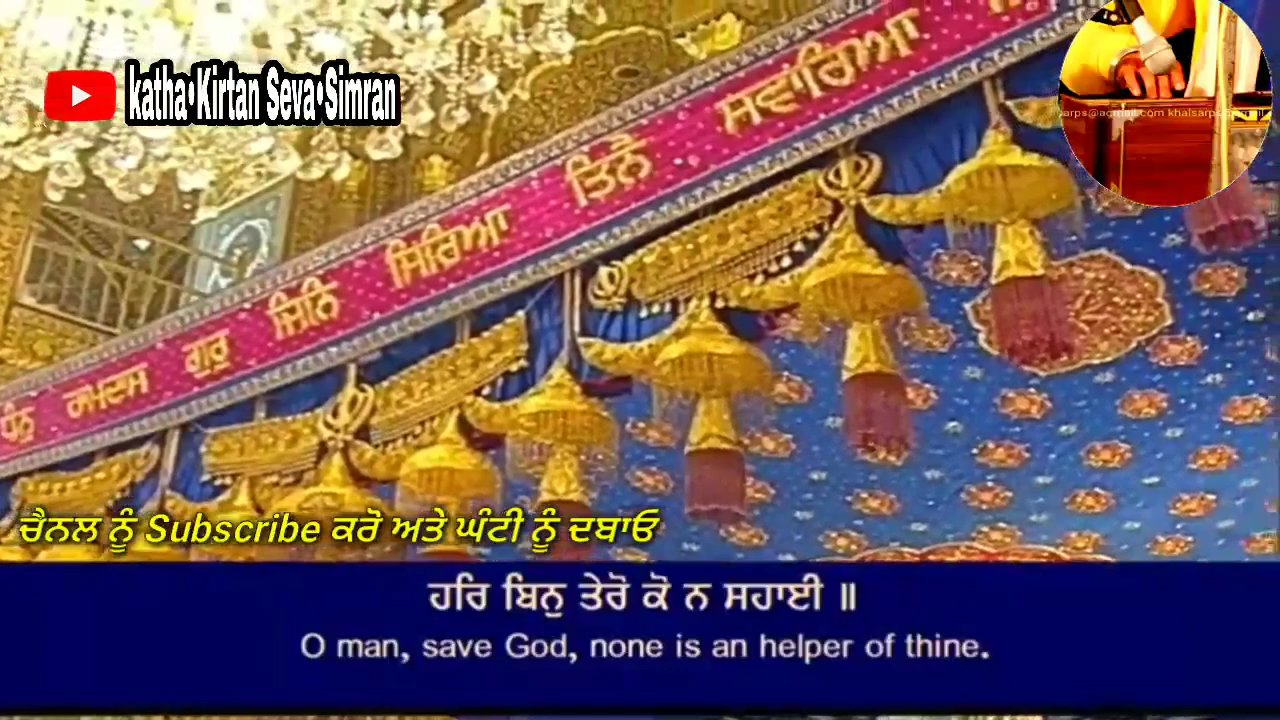 katha•Kirtan Seva•Simran
ਧੰਨੁ ਰਾਮਦਾਸ ਗੁਰੁ ਜਿਨਿ ਸਿਰਿਆ ਤਿਨੈ ਸਵਾਰਿਆ
ਚੈਨਲ ਨੂੰ Subscribe ਕਰੋ ਅਤੇ ਘੰਟੀ ਨੂੰ ਦਬਾਓ
ਹਰਿ ਬਿਨੁ ਤੇਰੋ ਕੋ ਨ ਸਹਾਈ ॥
O man, save God, none is an helper of thine.